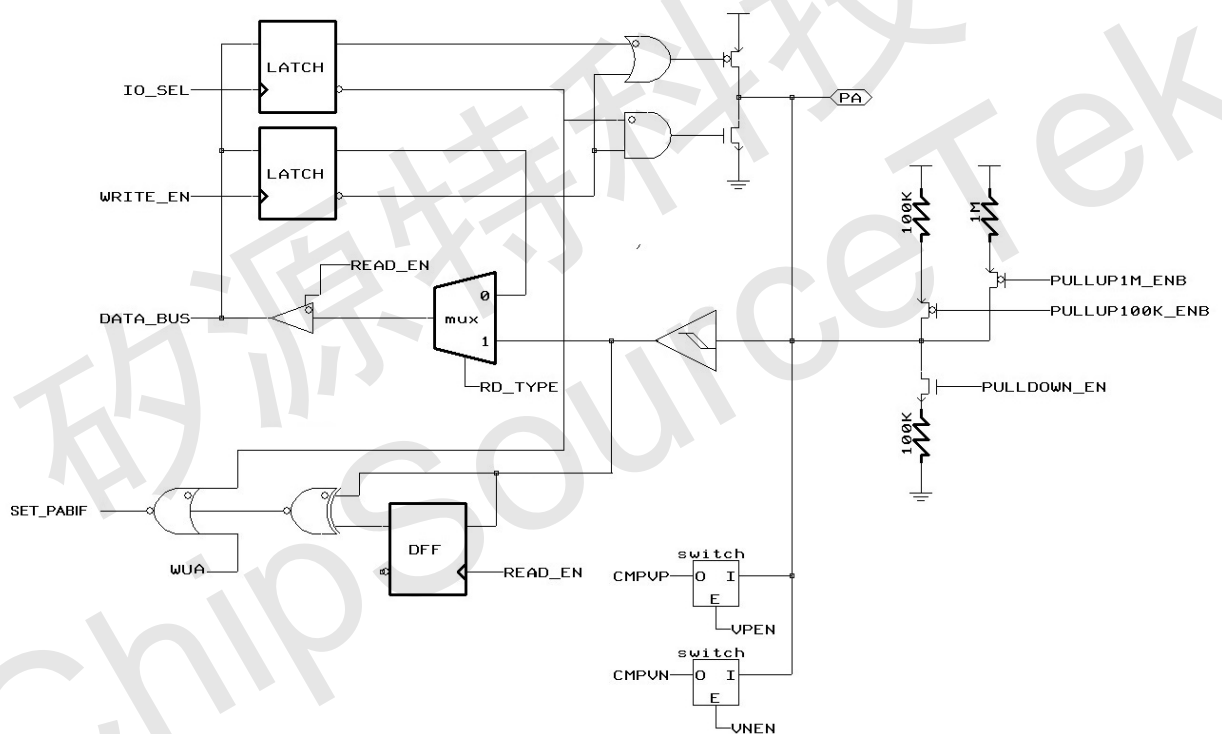 LATCH
IO_SEL
PA
LATCH
WRITE_EN
100K
1M
READ_EN
PULLUP1M_ENB
0
DATA_BUS
mux
PULLUP100K_ENB
1
RD_TYPE
PULLDOWN_EN
100K
SET_PABIF
DFF
WUA
READ_EN
switch
CMPVP
O I
E
VPEN
switch
CMPVN
O I
E
VNEN
矽源特科技
ChipSourceTek